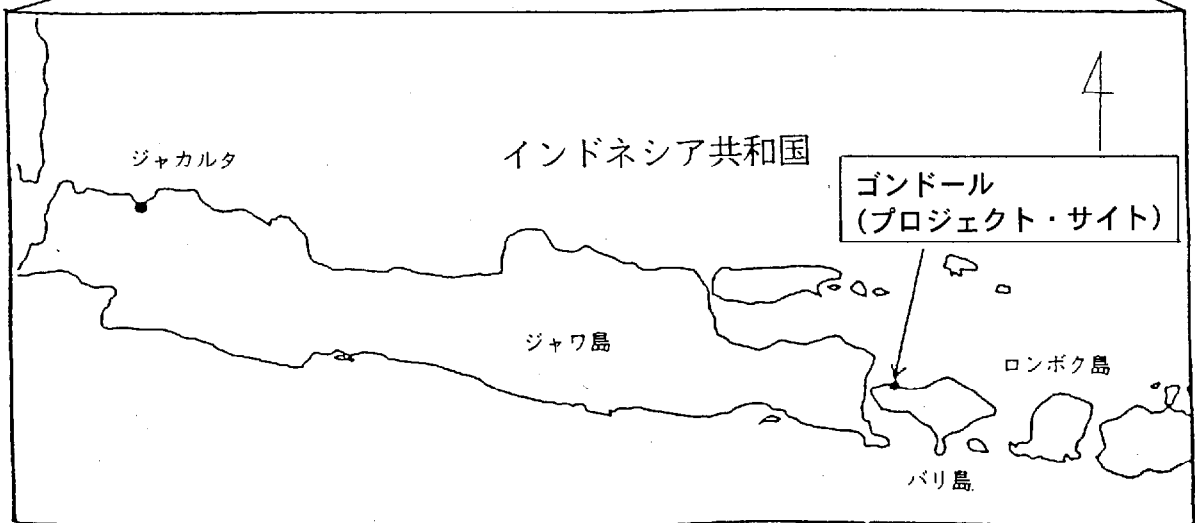 インドネシア共和国
ジャカルタ
ゴンドール
(プロジェクト・サイト)
ジャワ島
ロンボク島
バリ島